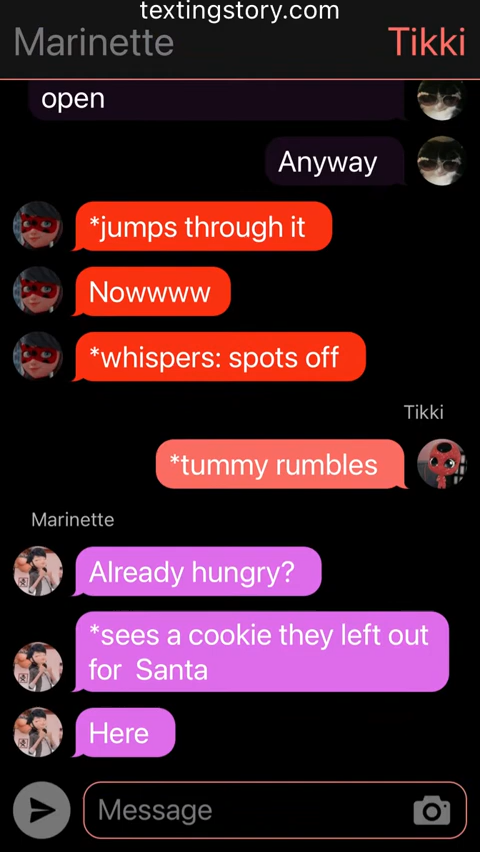 textingstory.com
Marinette
Tikki
open
Anyway
*jumps through it
Nowwww
*whispers: spots off
Tikki
*tummy rumbles
Marinette
Already hungry?
*sees a cookie they left out
for  Santa
Here
Message